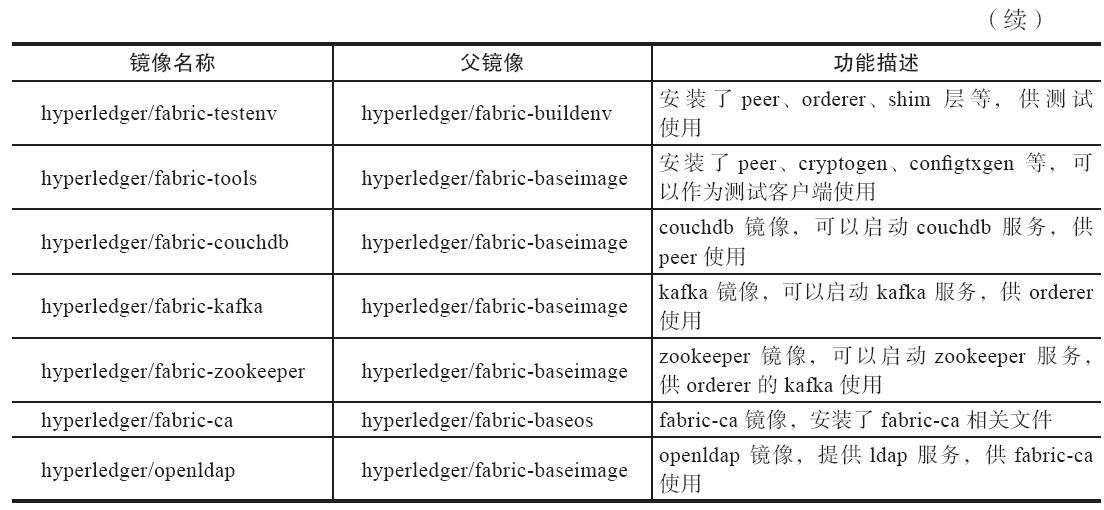 （续）
镜像名称 父镜像 功能描述
hyperledger/fabric-testenv hyperledger/fabric-buildenv 安装了 peer、orderer、shim 层等，供测试
使用
hyperledger/fabric-tools hyperledger/fabric-baseimage 安装了 peer、cryptogen、configtxgen 等，可
以作为测试客户端使用
hyperledger/fabric-couchdb hyperledger/fabric-baseimage couchdb 镜像，可以启动 couchdb 服务，供
peer 使用
hyperledger/fabric-kafka hyperledger/fabric-baseimage kafka 镜像，可以启动 kafka 服务，供 orderer
使用
hyperledger/fabric-zookeeper hyperledger/fabric-baseimage zookeeper 镜像，可以启动 zookeeper 服务，
供 orderer 的 kafka 使用
hyperledger/fabric-ca hyperledger/fabric-baseos fabric-ca 镜像，安装了 fabric-ca 相关文件
hyperledger/openldap hyperledger/fabric-baseimage openldap 镜像，提供 ldap 服务，供 fabric-ca
使用